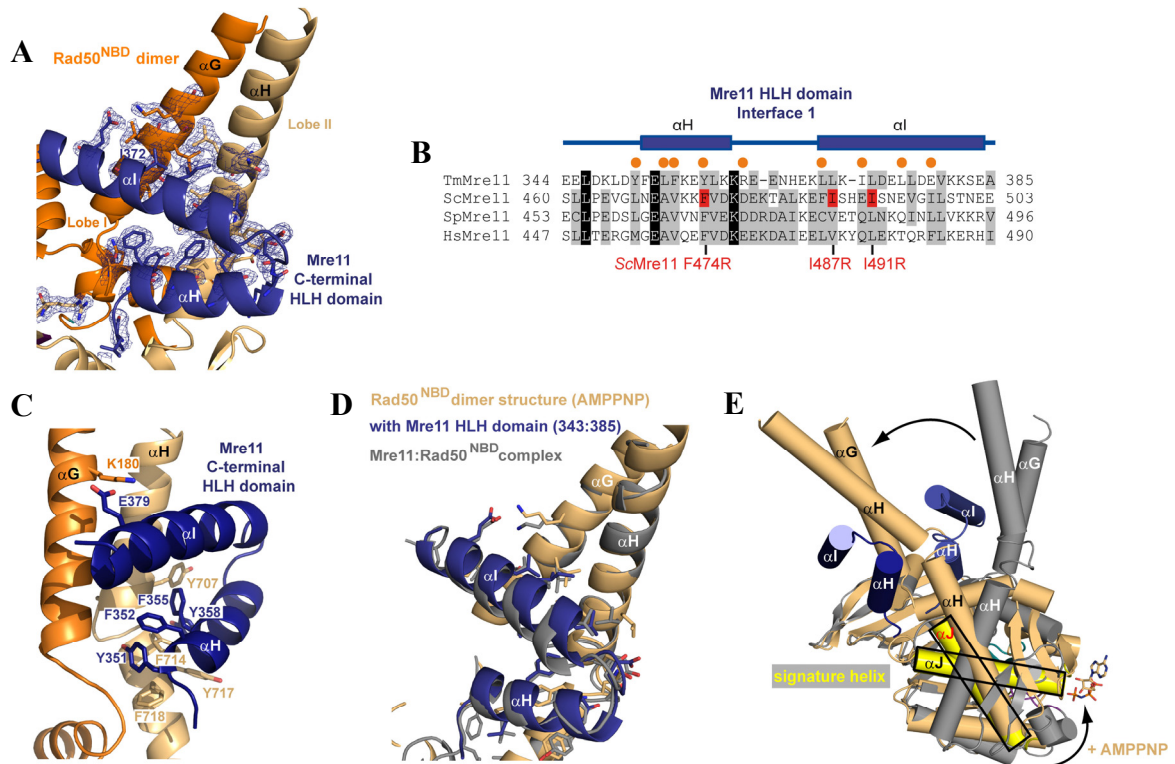 A
Rad50NBD dimer
αG
αH
Lobe II
I372
αI
Lobe I
Mre11
C-terminal
HLH domain
αH
B
Mre11 HLH domain
Interface 1
αH αI
TmMre11 344 EELDKLDYFELFKEYLKKRE-ENHEKLLK-ILDELLDEVKKSEA 385
ScMre11 460 SLLPEVGLNEAVVKKFVDKDEKTALKEFISHEISNEVGILSTNEE 503
SpMre11 453 ECLPEDSLGEAVVNFVEKDDRDAIKECVETQLNKQINLLVKKRV 496
HsMre11 447 SLLTERGMGEAVQEFVDKEEKDAIEELVKYQLEKTQRFLKERHI 490
ScMre11 F474R I487R I491R
C
αH
Mre11
C-terminal
HLH domain
αG
K180
E379
αI
Y707
F355
F352
Y358
αH
Y351
F714
Y717
F718
D
Rad50NBD dimer structure (AMPPNP)
with Mre11 HLH domain (343:385)
Mre11:Rad50NBD complex
αG
αH
αI
αH
E
αG
αH
αH
αG
αI
αI
αH
αH
αH
αH
αJ
αJ
signature helix
+ AMPPNP